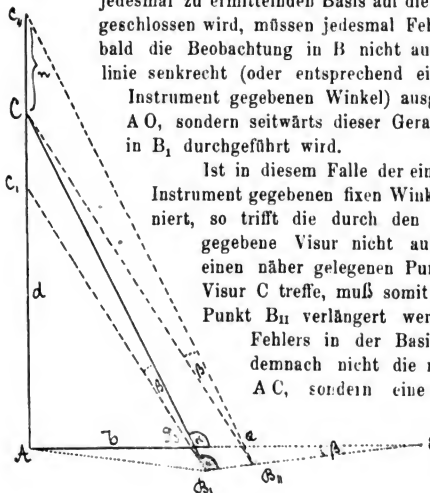 jedesmal zu ermittelnden Basis auf die
geschlossen wird, müssen jedesmal Feh
bald die Beobachtung in B nicht au
linie senkrecht (oder entsprechend ei
Instrument gegebenen Winkel) ausg
A O, sondern seitwärts dieser Gera
in B₁ durchgeführt wird.
Ist in diesem Falle der ein
Instrument gegebenen fixen Wink
niert, so trifft die durch den
gegebene Visur nicht au
einen näher gelegenen Pun
Visur C treffe, muß somit
Punkt B_II verlängert wer
Fehlers in der Basi
demnach nicht die r
A C, sondern eine
C_II
n
C
C₁
d
β
β
A
b
α
a
β
α
B₁
B_II